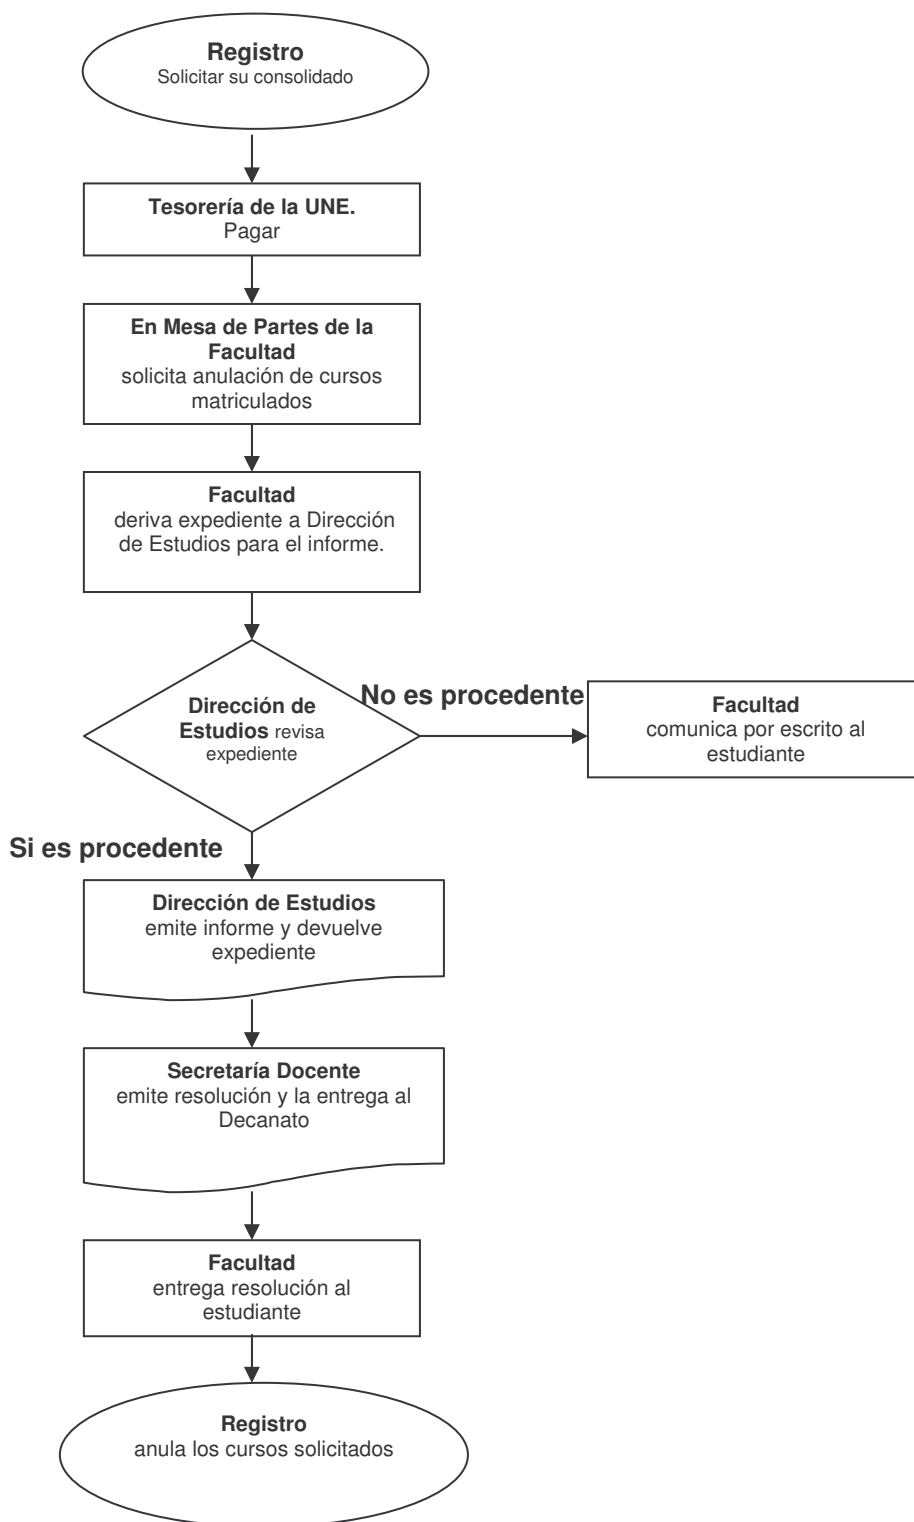 Registro
Solicitar su consolidado
Tesorería de la UNE.
Pagar
En Mesa de Partes de la
Facultad
solicita anulación de cursos
matriculados
Facultad
deriva expediente a Dirección
de Estudios para el informe.
Dirección de
Estudios revisa
expediente
No es procedente
Facultad
comunica por escrito al
estudiante
Si es procedente
Dirección de Estudios
emite informe y devuelve
expediente
Secretaría Docente
emite resolución y la entrega al
Decanato
Facultad
entrega resolución al
estudiante
Registro
anula los cursos solicitados